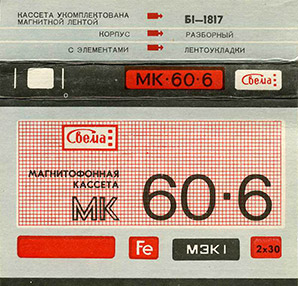 КАССЕТА УКОМПЛЕКТОВАНА МАГНИТНОЙ ЛЕНТОЙ Б1—1817
КОРПУС РАЗБОРНЫЙ
С ЭЛЕМЕНТАМИ ЛЕНТОУКЛАДКИ
МК·60·6 Свема
Свема
МАГНИТОФОННАЯ
КАССЕТА
МК 60·6
Fe МЭК I 2x30